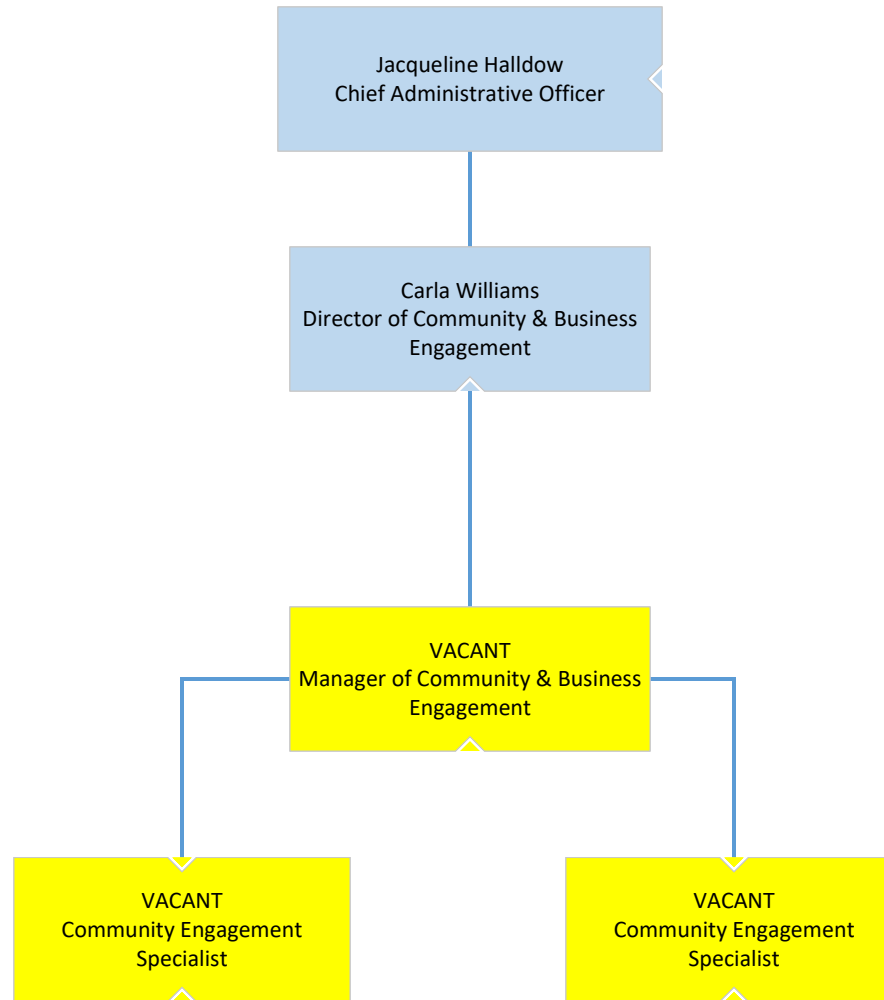 Jacqueline Halldow
Chief Administrative Officer
Carla Williams
Director of Community & Business
Engagement
VACANT
Manager of Community & Business
Engagement
VACANT
Community Engagement
Specialist
VACANT
Community Engagement
Specialist